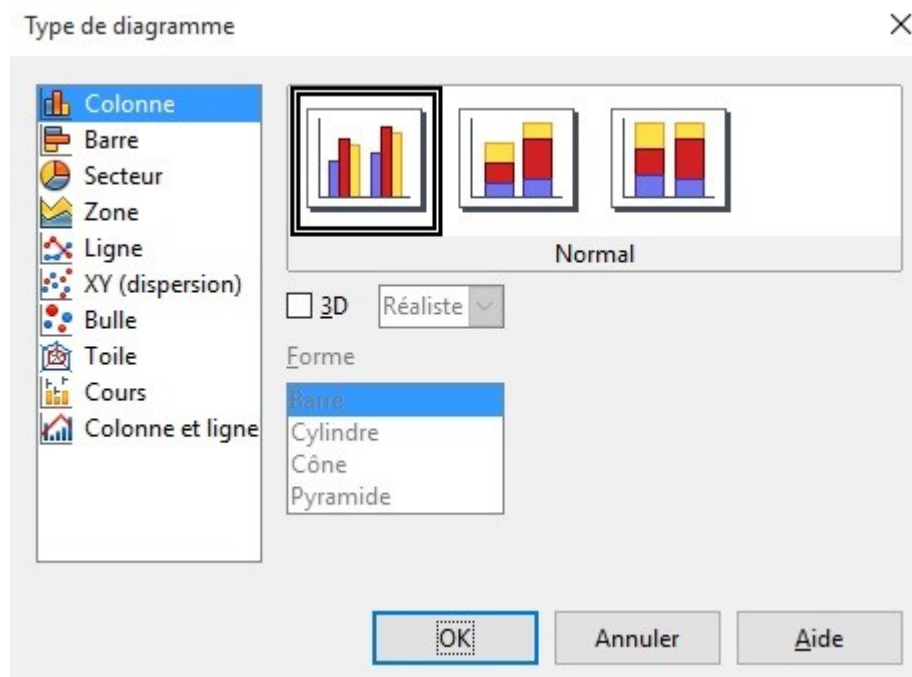 Type de diagramme
Colonne
Barre
Secteur
Zone
Ligne
XY (dispersion)
Bulle
Toile
Cours
Colonne et ligne
Normal
3D
Réaliste
Forme
Barre
Cylindre
Cône
Pyramide
OK
Annuler
Aide